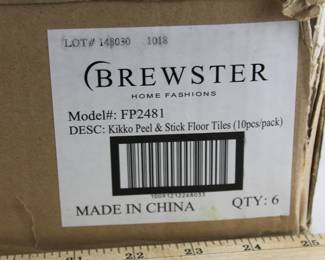 LOT# 148030 1018
BREWSTER
HOME FASHIONS
Model#: FP2481
DESC: Kikko Peel & Stick Floor Tiles (10pcs/pack)
MADE IN CHINA QTY: 6